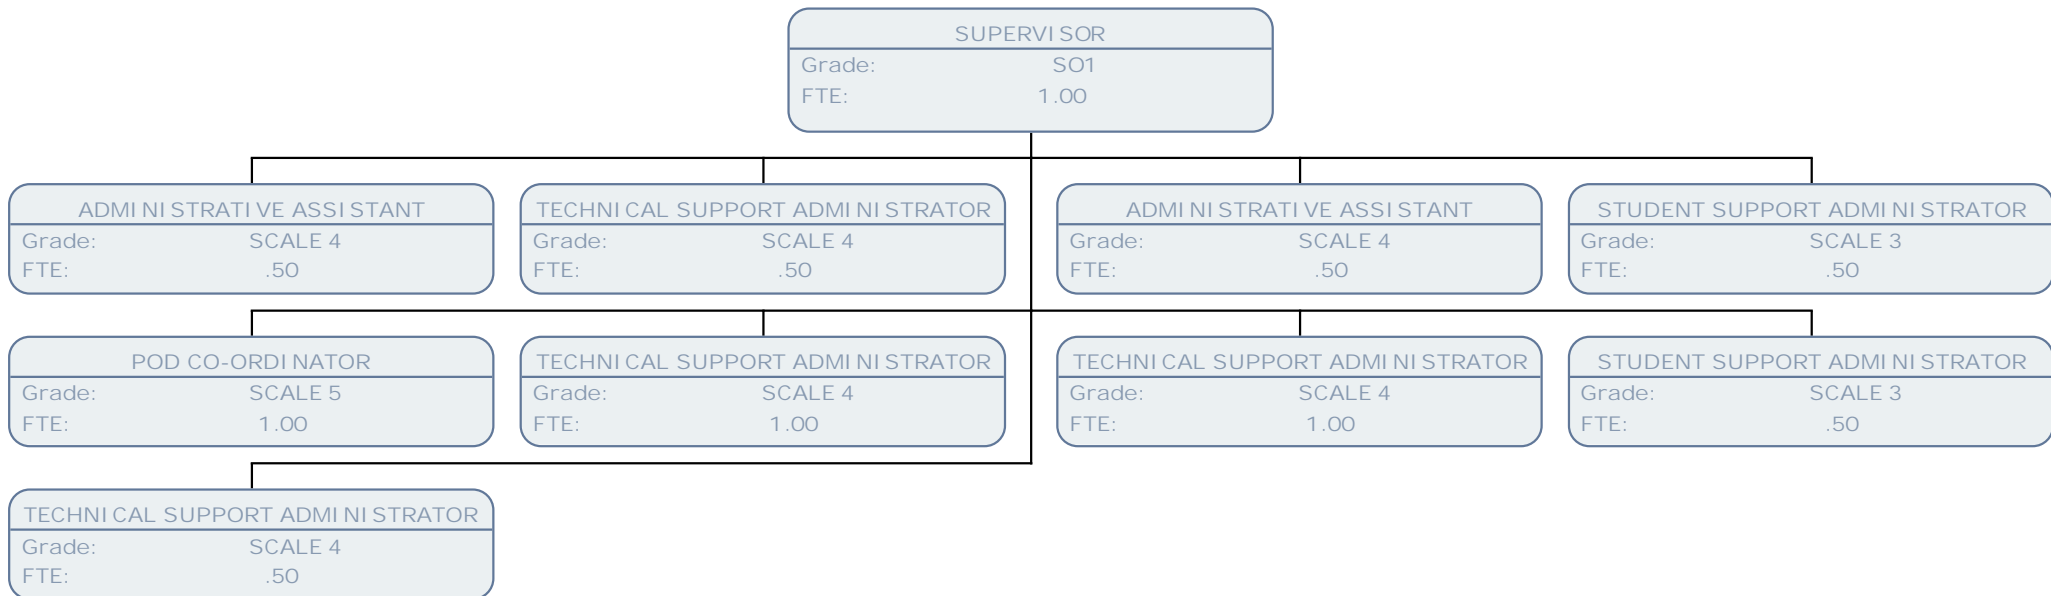 SUPERVISOR
Grade: SO1
FTE: 1.00
ADMINISTRATIVE ASSISTANT
Grade: SCALE 4
FTE: .50
TECHNICAL SUPPORT ADMINISTRATOR
Grade: SCALE 4
FTE: .50
ADMINISTRATIVE ASSISTANT
Grade: SCALE 4
FTE: .50
STUDENT SUPPORT ADMINISTRATOR
Grade: SCALE 3
FTE: .50
POD CO-ORDINATOR
Grade: SCALE 5
FTE: 1.00
TECHNICAL SUPPORT ADMINISTRATOR
Grade: SCALE 4
FTE: 1.00
TECHNICAL SUPPORT ADMINISTRATOR
Grade: SCALE 4
FTE: 1.00
STUDENT SUPPORT ADMINISTRATOR
Grade: SCALE 3
FTE: .50
TECHNICAL SUPPORT ADMINISTRATOR
Grade: SCALE 4
FTE: .50